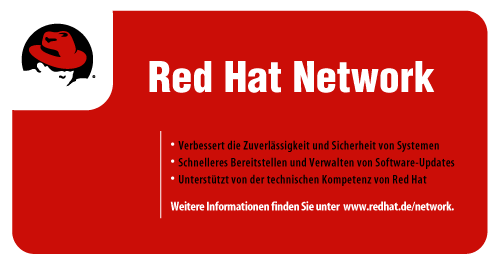 Red Hat Network
• Verbessert die Zuverlässigkeit und Sicherheit von Systemen
• Schnelleres Bereitstellen und Verwalten von Software-Updates
• Unterstützt von der technischen Kompetenz von Red Hat
Weitere Informationen finden Sie unter www.redhat.de/network.